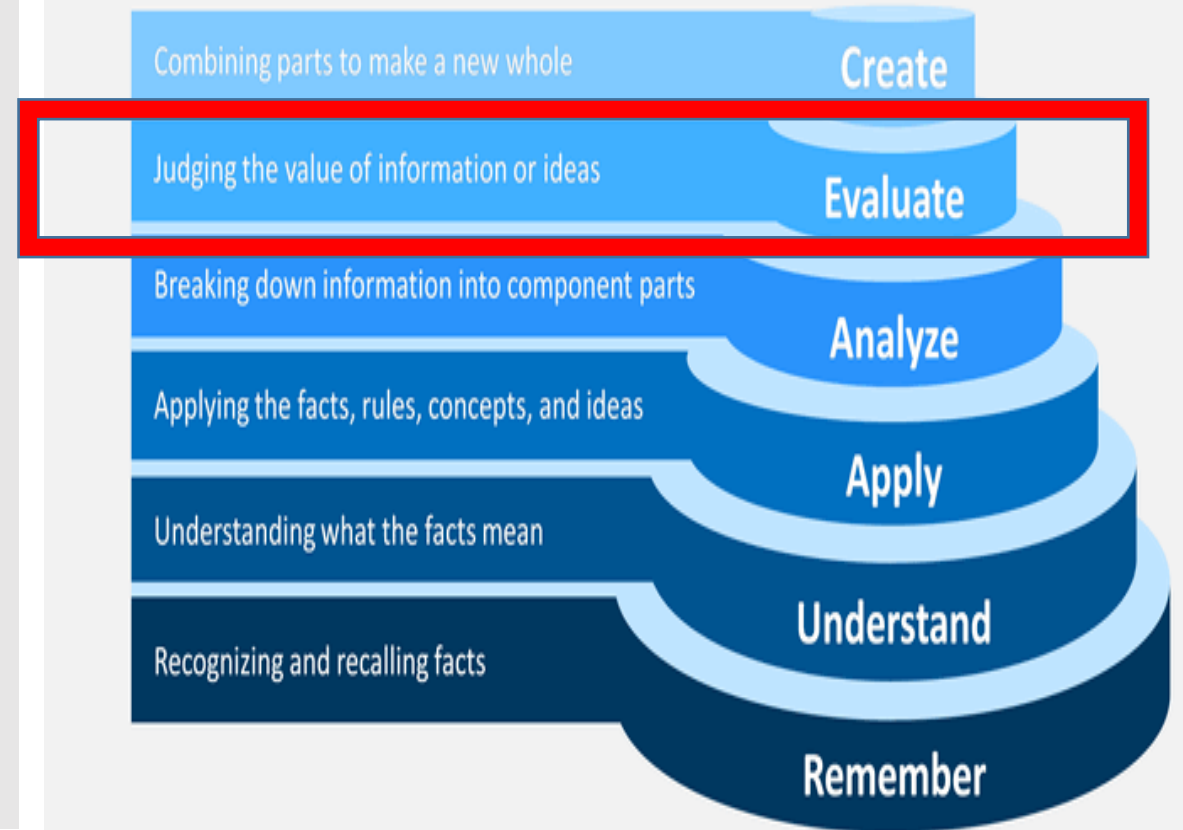 Combining parts to make a new whole
Create
Judging the value of information or ideas
Evaluate
Breaking down information into component parts
Analyze
Applying the facts, rules, concepts, and ideas
Apply
Understanding what the facts mean
Understand
Recognizing and recalling facts
Remember